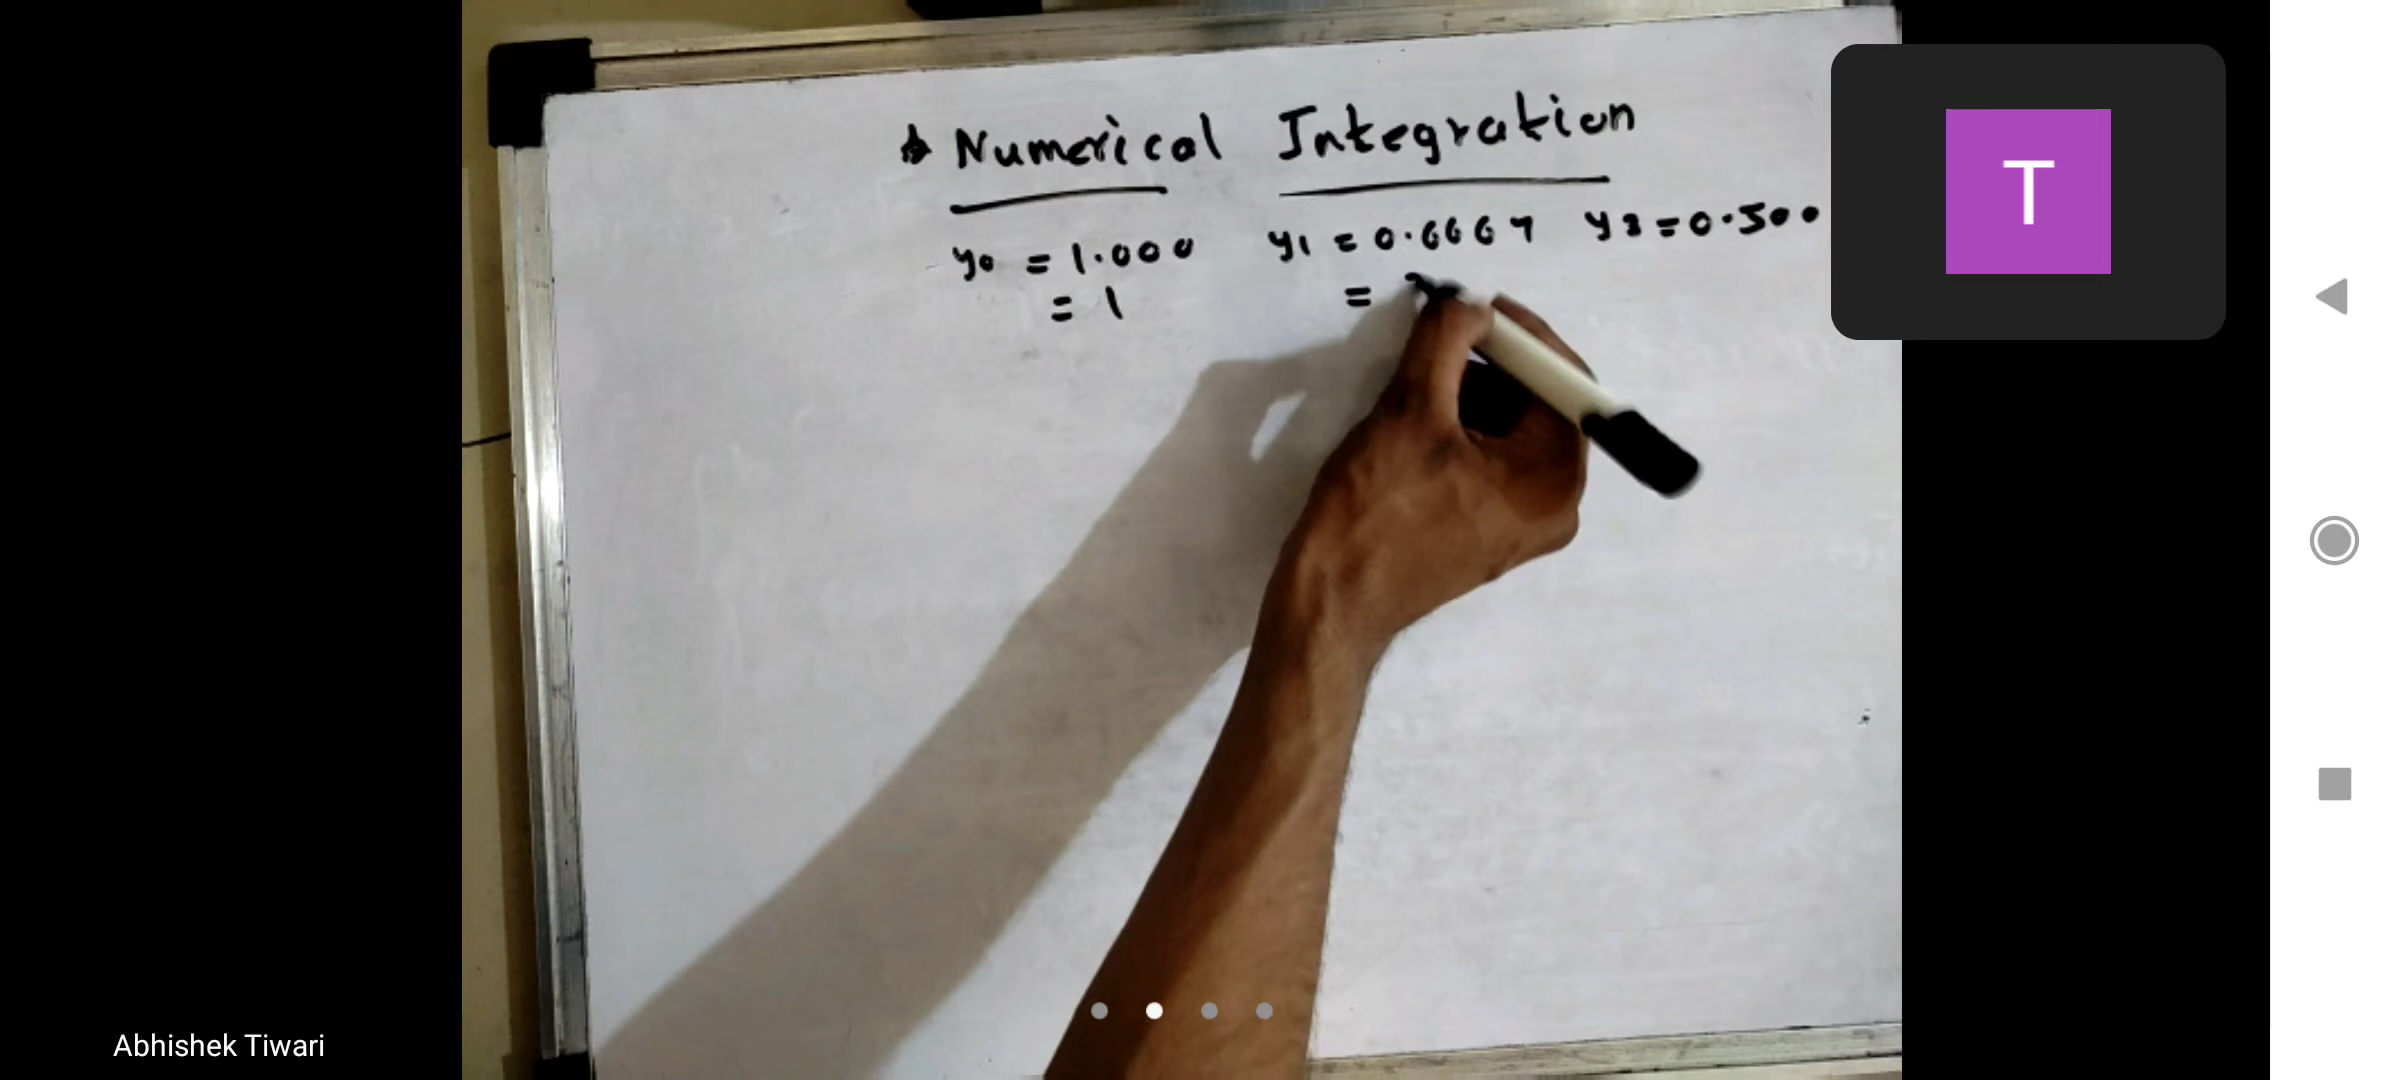 Numerical Integration
y0 = 1.000 y1 = 0.6667 y2 = 0.500
= 1 =
T
Abhishek Tiwari